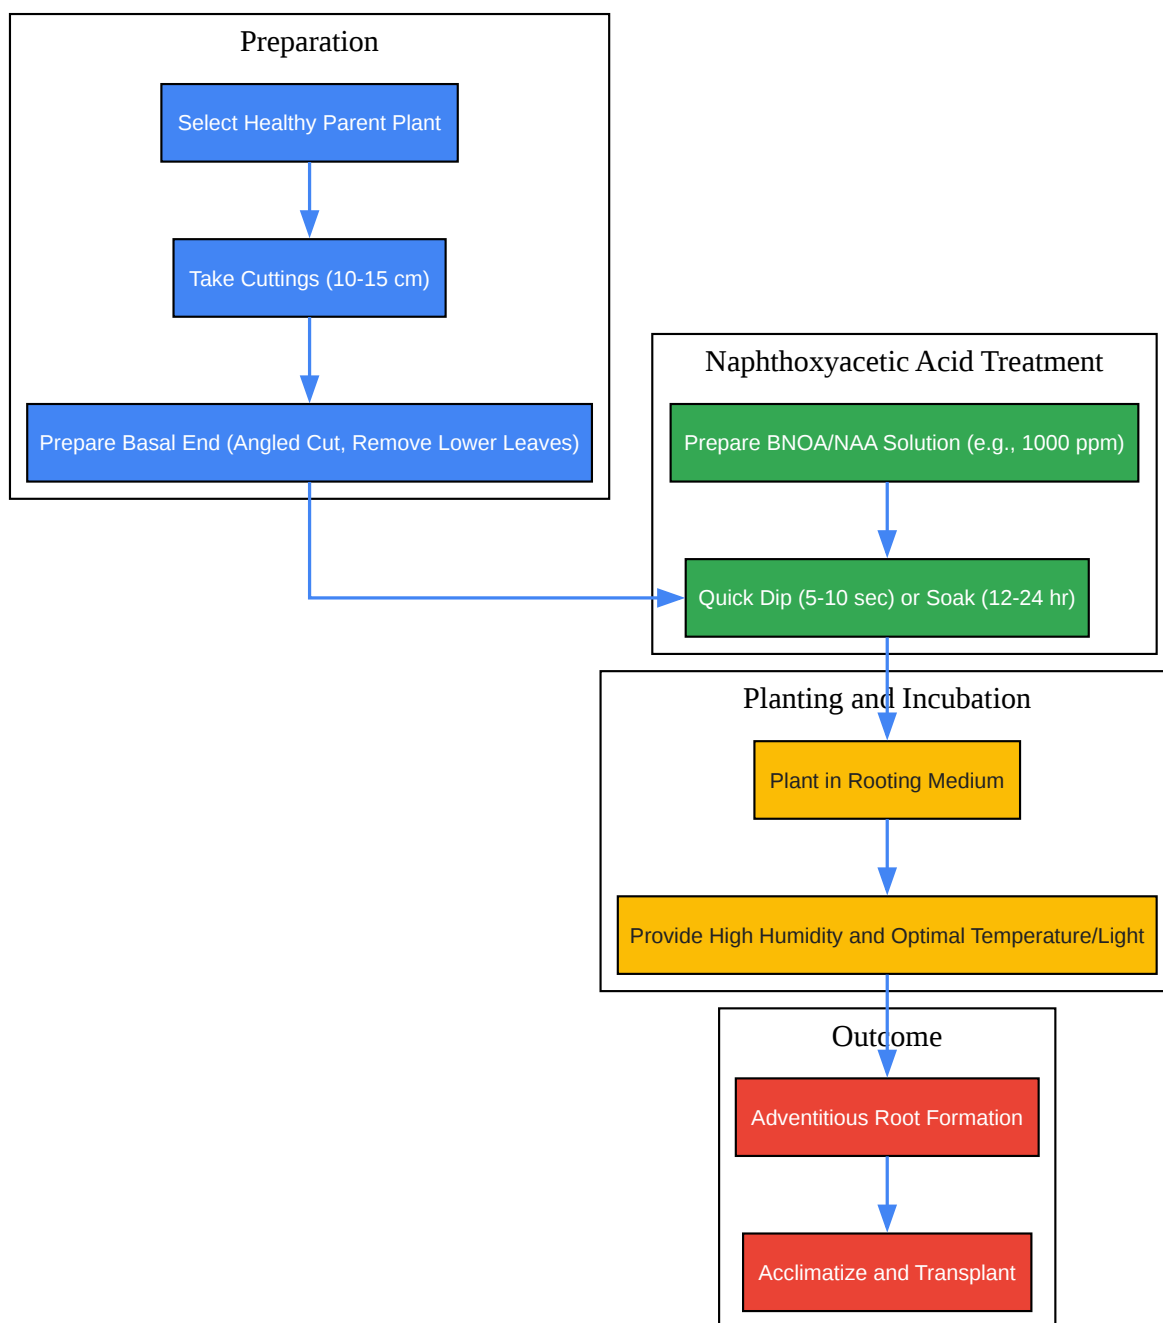 Preparation
Select Healthy Parent Plant
Take Cuttings (10-15 cm)
Prepare Basal End (Angled Cut, Remove Lower Leaves)
Naphthoxyacetic Acid Treatment
Prepare BNOA/NAA Solution (e.g., 1000 ppm)
Quick Dip (5-10 sec) or Soak (12-24 hr)
Planting and Incubation
Plant in Rooting Medium
Provide High Humidity and Optimal Temperature/Light
Outcome
Adventitious Root Formation
Acclimatize and Transplant